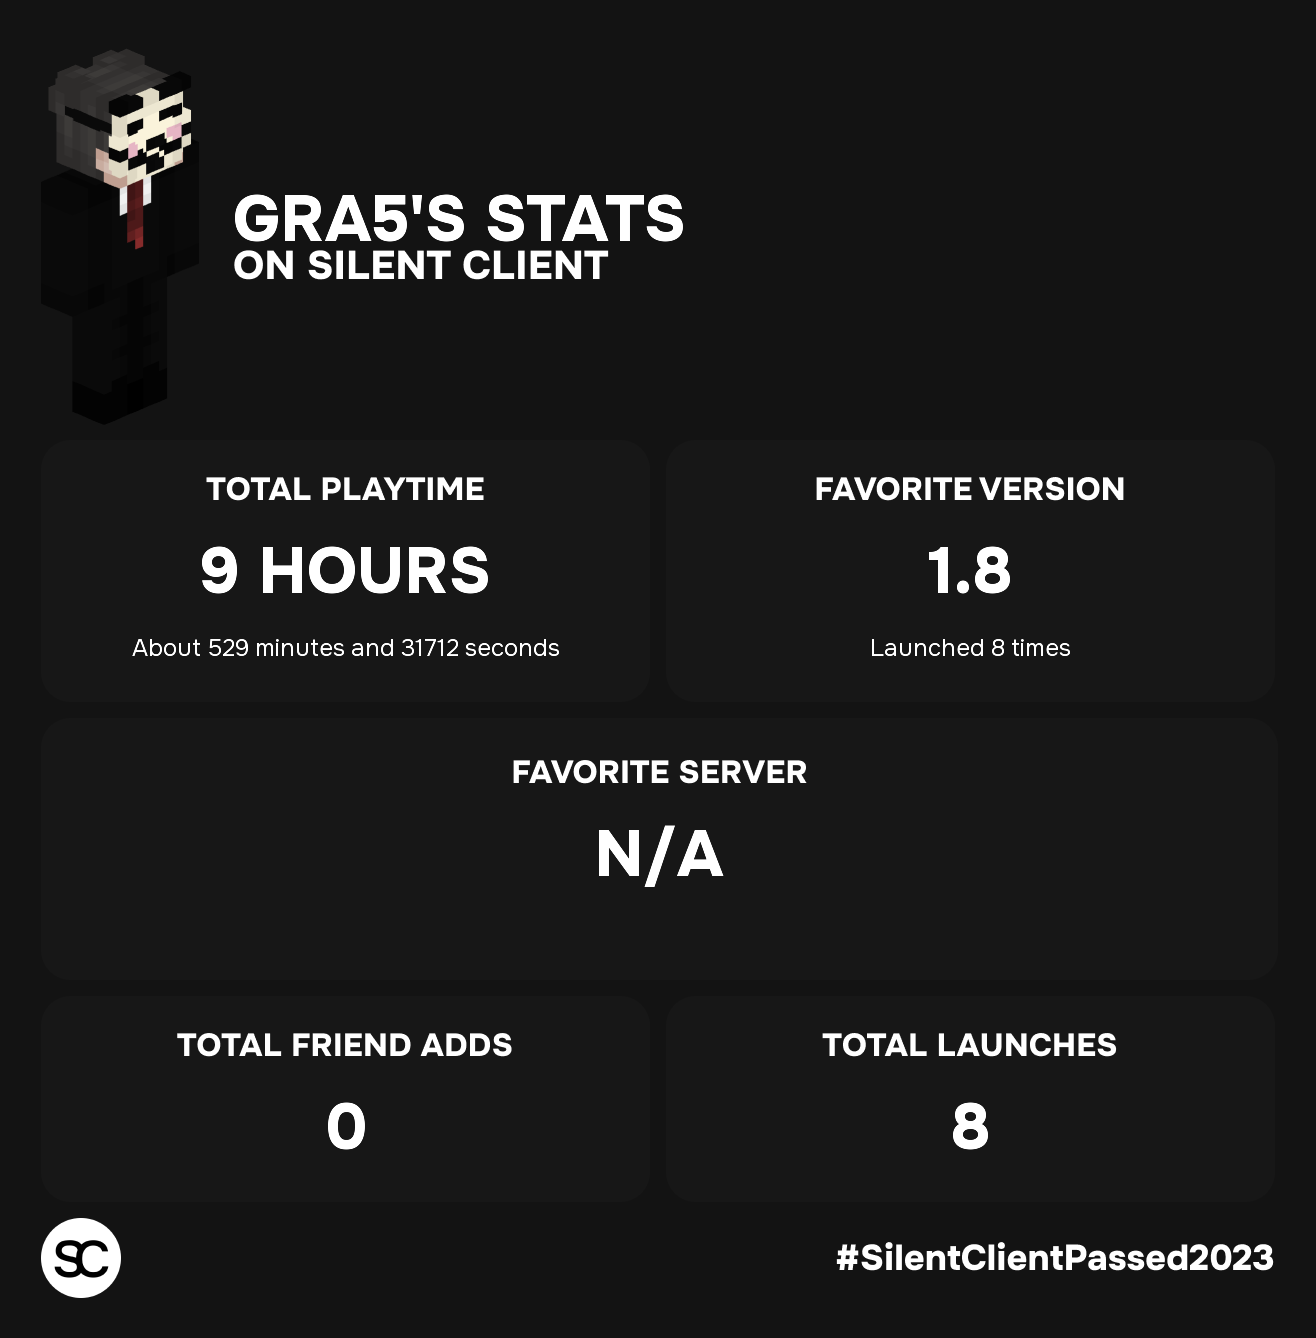 GRA5'S STATS
ON SILENT CLIENT
TOTAL PLAYTIME
9 HOURS
About 529 minutes and 31712 seconds
FAVORITE VERSION
1.8
Launched 8 times
FAVORITE SERVER
N/A
TOTAL FRIEND ADDS
0
TOTAL LAUNCHES
8
SC
#SilentClientPassed2023